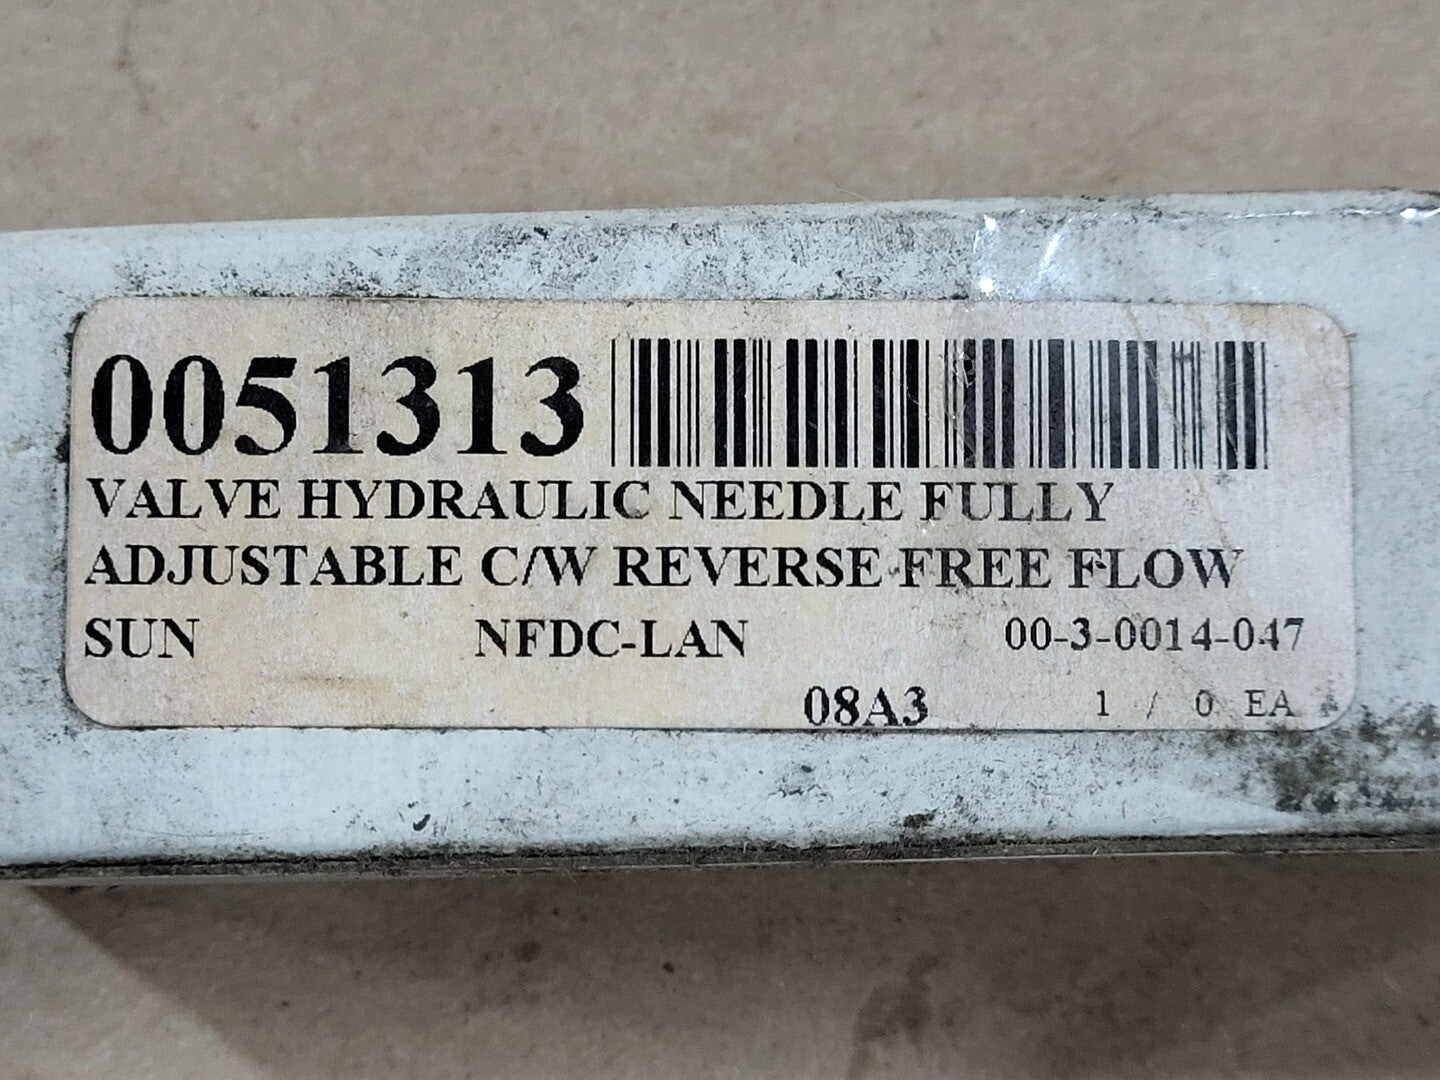 0051313
VALVE HYDRAULIC NEEDLE FULLY
ADJUSTABLE C/W REVERSE FREE FLOW
SUN NFDC-LAN 00-3-0014-047
08A3 1 / 0 EA